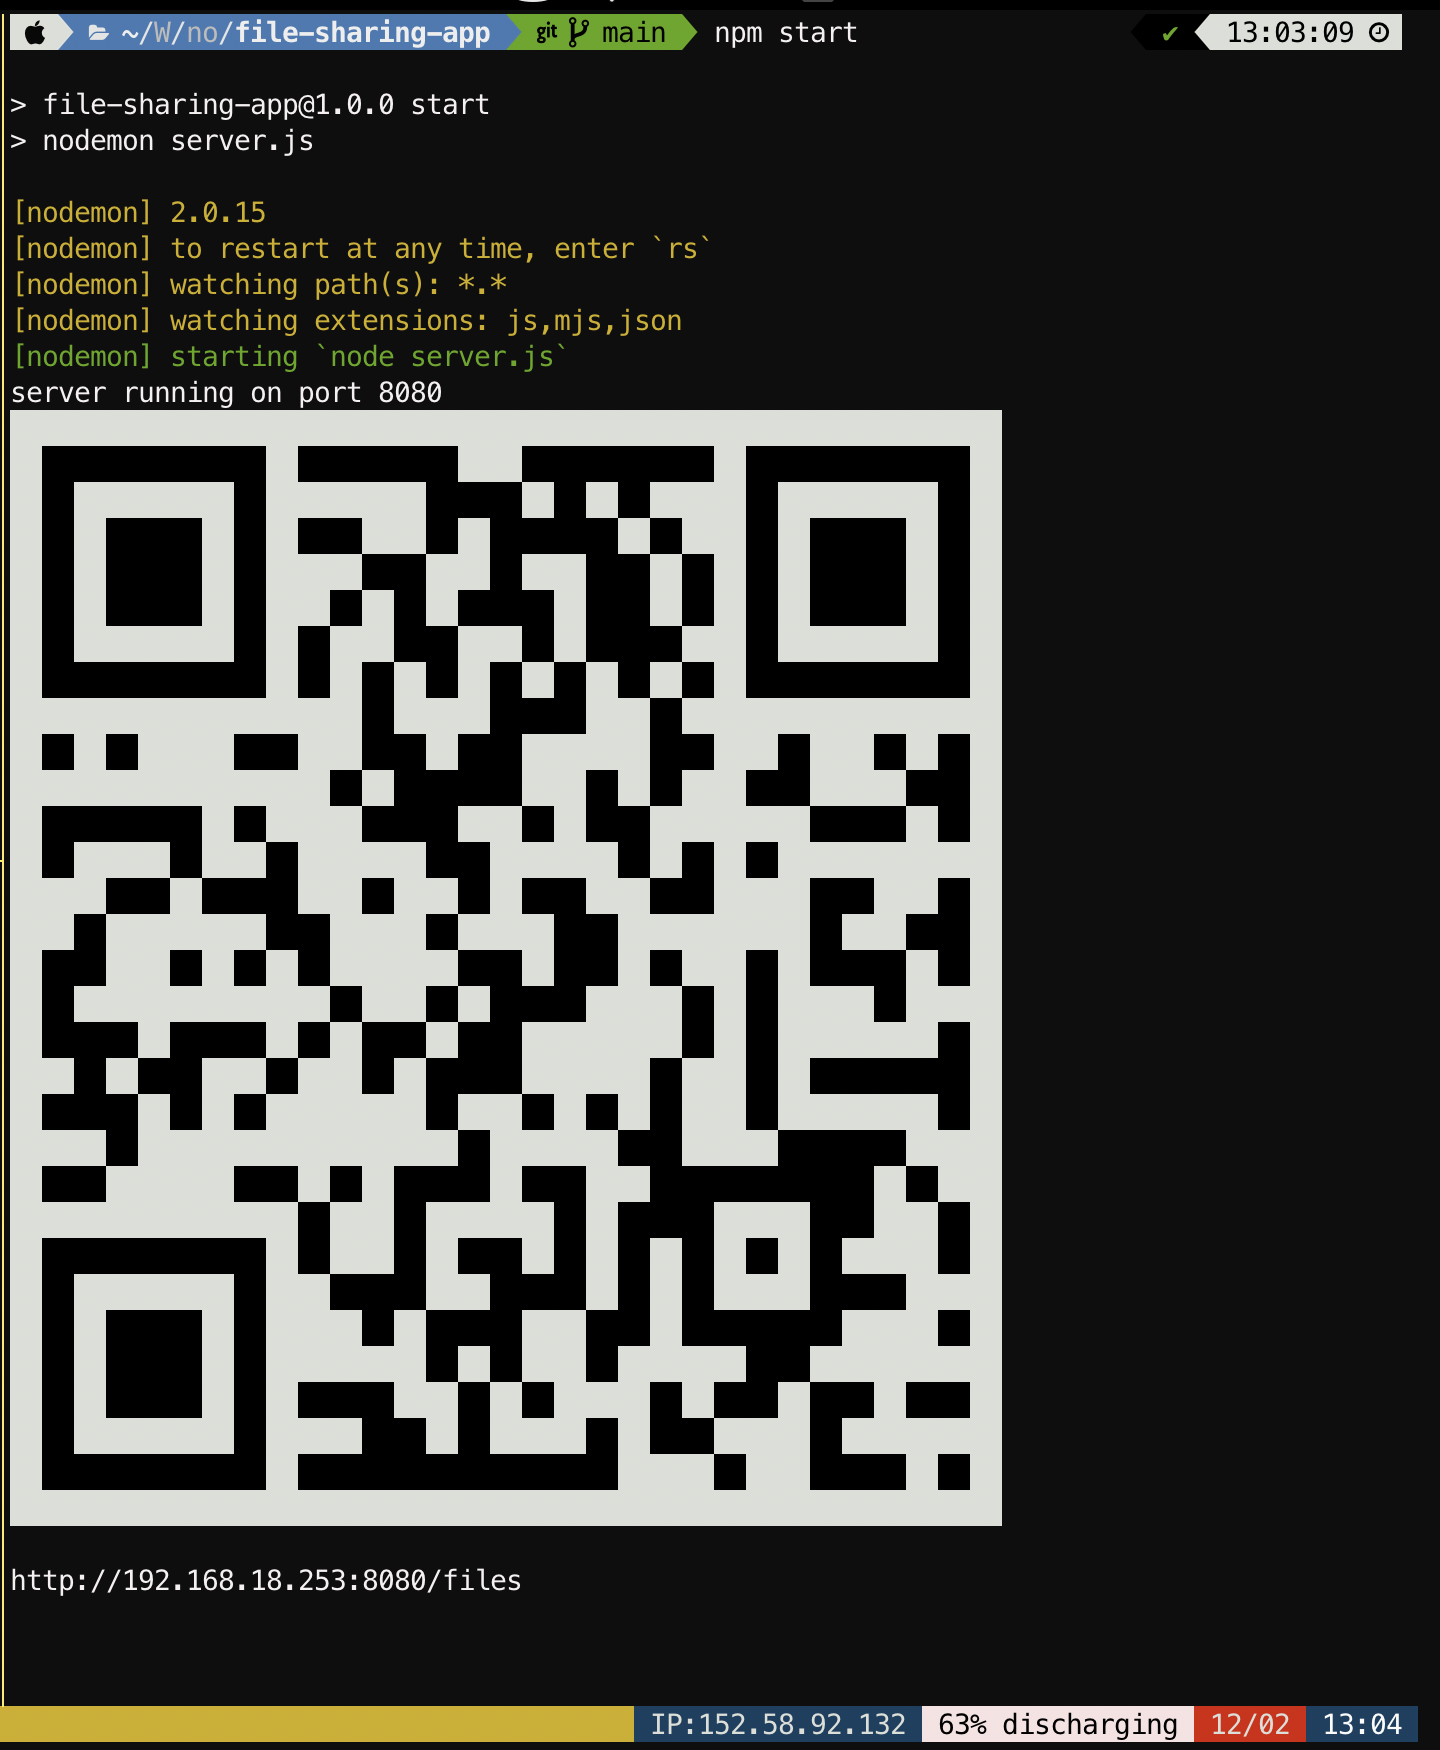 ~/W/no/file-sharing-app git main npm start ✔ 13:03:09
> file-sharing-app@1.0.0 start
> nodemon server.js
[nodemon] 2.0.15
[nodemon] to restart at any time, enter `rs`
[nodemon] watching path(s): *.*
[nodemon] watching extensions: js,mjs,json
[nodemon] starting `node server.js`
server running on port 8080
http://192.168.18.253:8080/files
IP:152.58.92.132 63% discharging 12/02 13:04